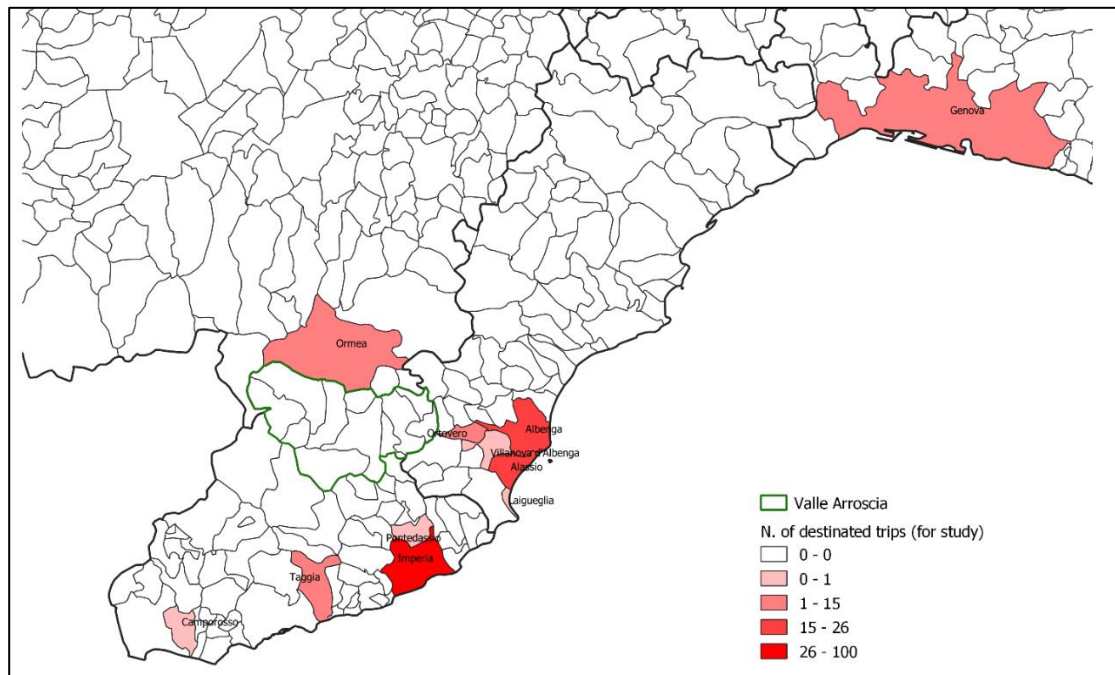 Genova
Ormea
Ortovero
Albenga
Villanova d'Albenga
Alassio
Laigueglia
Pontedassio
Imperia
Taggia
Camporosso
Valle Arroscia
N. of destinated trips (for study)
0 - 0
0 - 1
1 - 15
15 - 26
26 - 100